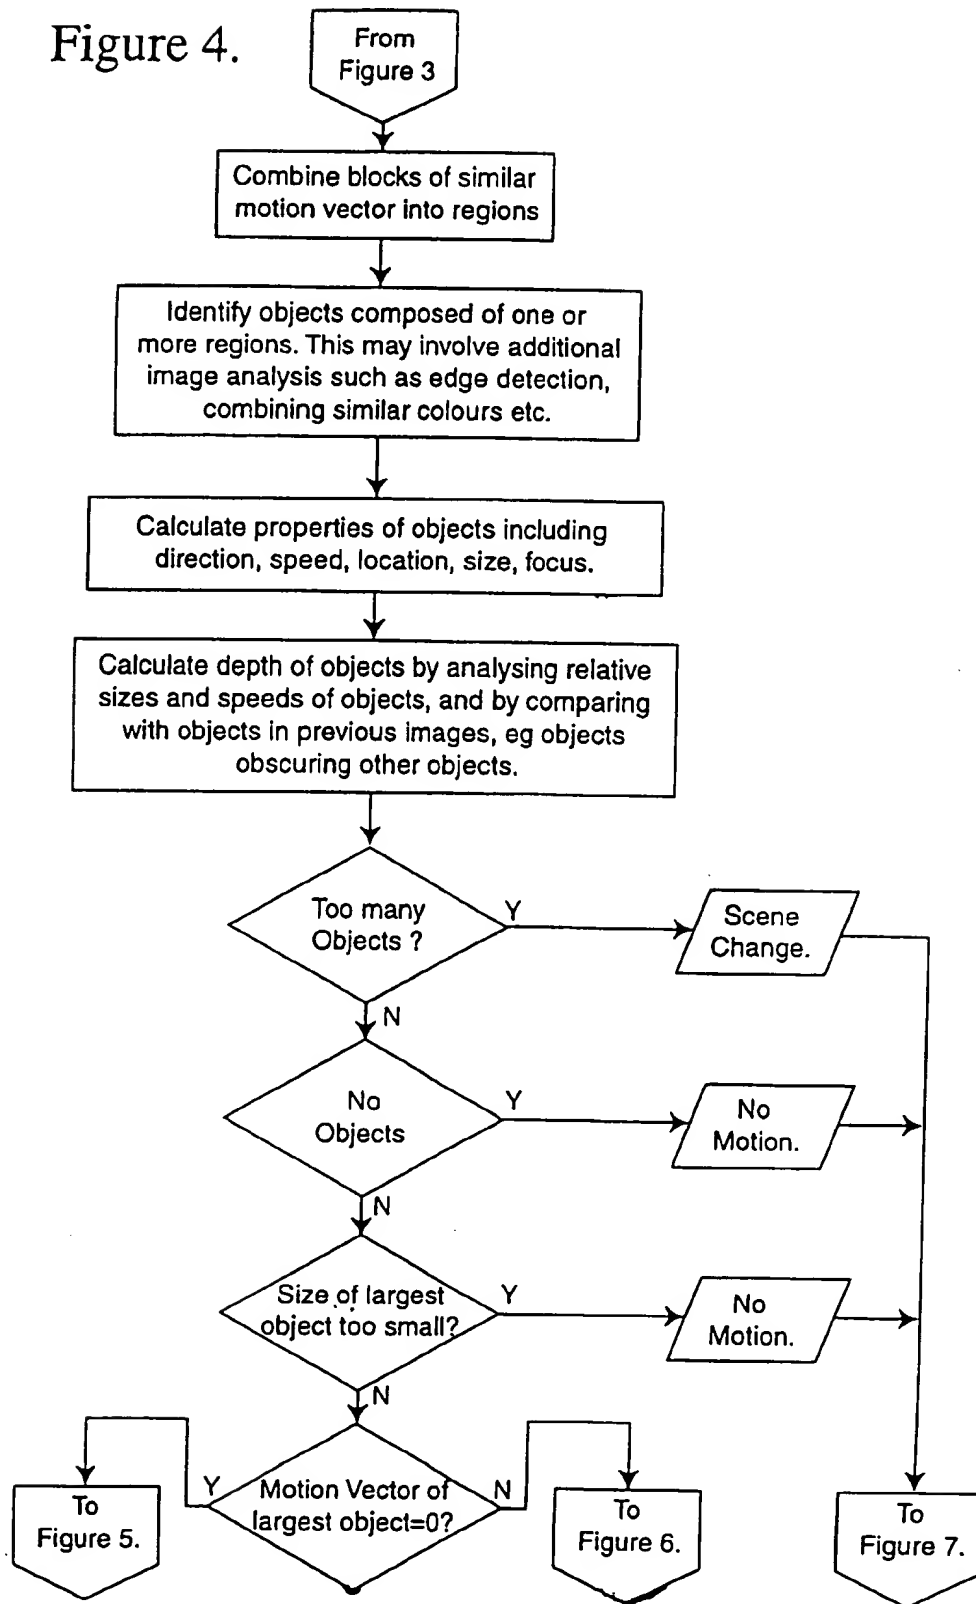 Figure 4.
From
Figure 3
Combine blocks of similar
motion vector into regions
Identify objects composed of one or
more regions. This may involve additional
image analysis such as edge detection,
combining similar colours etc.
Calculate properties of objects including
direction, speed, location, size, focus.
Calculate depth of objects by analysing relative
sizes and speeds of objects, and by comparing
with objects in previous images, eg objects
obscuring other objects.
Too many
Objects ?
Y
Scene
Change.
N
No
Objects
Y
No
Motion.
N
Size of largest
object too small?
Y
No
Motion.
N
Motion Vector of
largest object=0?
Y
N
To
Figure 5.
To
Figure 6.
To
Figure 7.